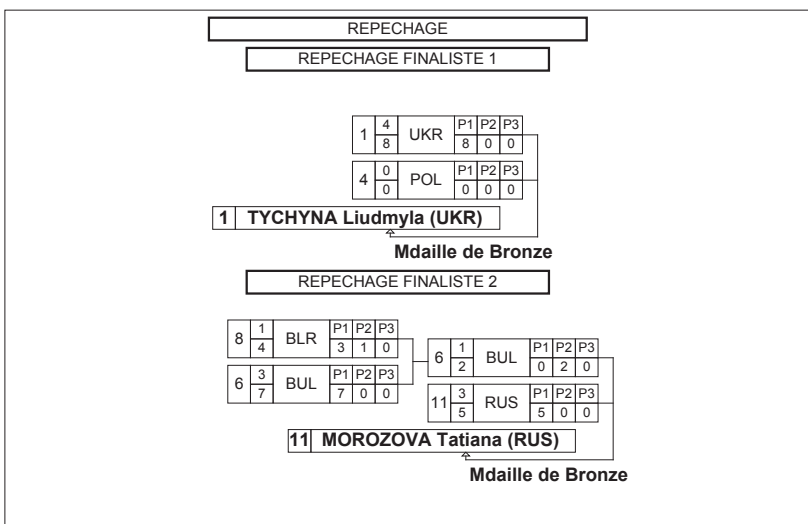 REPECHAGE
REPECHAGE FINALISTE 1
1 4 8 UKR P1 P2 P3 8 0 0
4 0 0 POL P1 P2 P3 0 0 0
1 TYCHYNA Liudmyla (UKR)
Mdaille de Bronze
REPECHAGE FINALISTE 2
8 1 4 BLR P1 P2 P3 3 1 0
6 3 7 BUL P1 P2 P3 7 0 0
6 1 2 BUL P1 P2 P3 0 2 0
11 3 5 RUS P1 P2 P3 5 0 0
11 MOROZOVA Tatiana (RUS)
Mdaille de Bronze